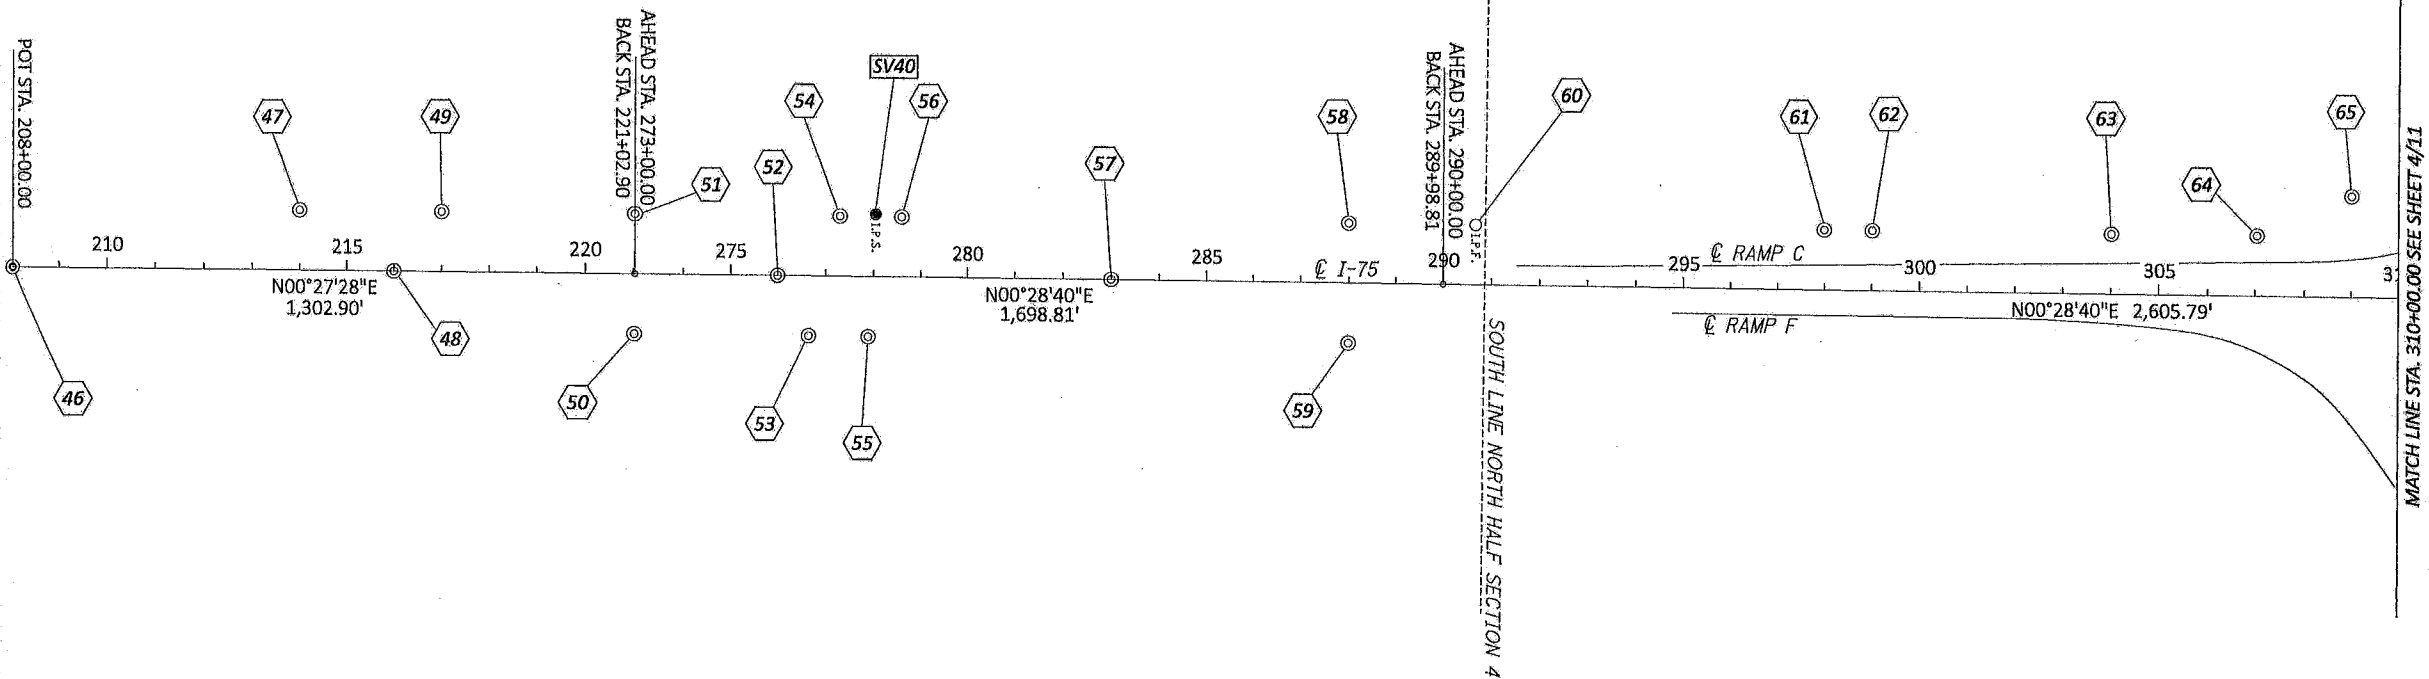 POT STA. 208+00.00
47
49
AHEAD STA. 273+00.00
BACK STA. 221+02.90
51
52
54
SV40
56
I.P.S.
57
58
AHEAD STA. 290+00.00
BACK STA. 289+98.81
60
I.P.F.
61
62
63
64
65
210
215
220
275
280
285
℄ I-75
290
295
℄ RAMP C
300
305
31
N00°27'28"E
1,302.90'
N00°28'40"E
1,698.81'
℄ RAMP F
N00°28'40"E 2,605.79'
46
48
50
53
55
59
SOUTH LINE NORTH HALF SECTION 4
MATCH LINE STA. 310+00.00 SEE SHEET 4/11